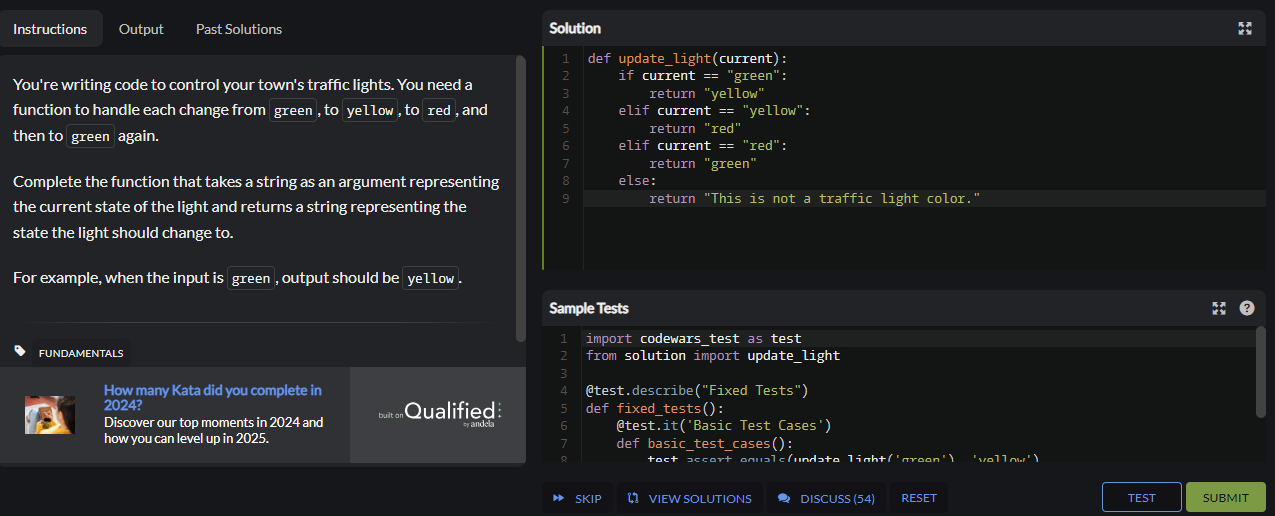 Instructions Output Past Solutions
You're writing code to control your town's traffic lights. You need a
function to handle each change from green, to yellow, to red, and
then to green again.
Complete the function that takes a string as an argument representing
the current state of the light and returns a string representing the
state the light should change to.
For example, when the input is green, output should be yellow.
FUNDAMENTALS
How many Kata did you complete in
2024?
Discover our top moments in 2024 and
how you can level up in 2025.
built on Qualified
by andela
Solution
1 def update_light(current):
2     if current == "green":
3         return "yellow"
4     elif current == "yellow":
5         return "red"
6     elif current == "red":
7         return "green"
8     else:
9         return "This is not a traffic light color."
Sample Tests
?
1 import codewars_test as test
2 from solution import update_light
3
4 @test.describe("Fixed Tests")
5 def fixed_tests():
6     @test.it('Basic Test Cases')
7     def basic_test_cases():
8         test.assert_equals(update_light('green'), 'yellow')
SKIP VIEW SOLUTIONS DISCUSS (54) RESET TEST SUBMIT